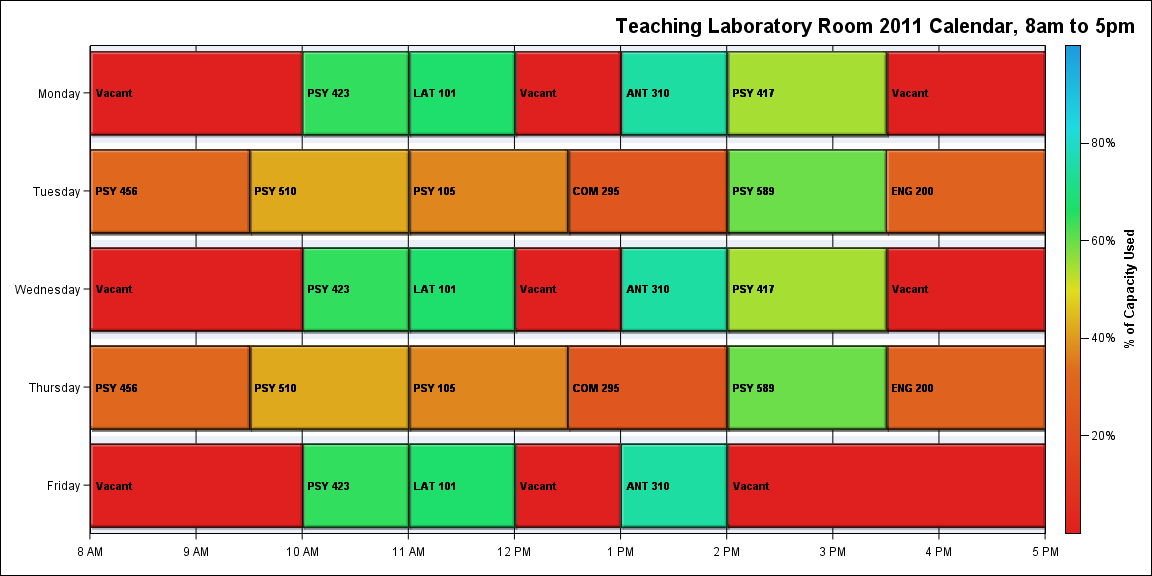 Teaching Laboratory Room 2011 Calendar, 8am to 5pm
Monday
Vacant
PSY 423
LAT 101
Vacant
ANT 310
PSY 417
Vacant
Tuesday
PSY 456
PSY 510
PSY 105
COM 295
PSY 589
ENG 200
Wednesday
Vacant
PSY 423
LAT 101
Vacant
ANT 310
PSY 417
Vacant
Thursday
PSY 456
PSY 510
PSY 105
COM 295
PSY 589
ENG 200
Friday
Vacant
PSY 423
LAT 101
Vacant
ANT 310
Vacant
8 AM
9 AM
10 AM
11 AM
12 PM
1 PM
2 PM
3 PM
4 PM
5 PM
80%
60%
40%
20%
% of Capacity Used